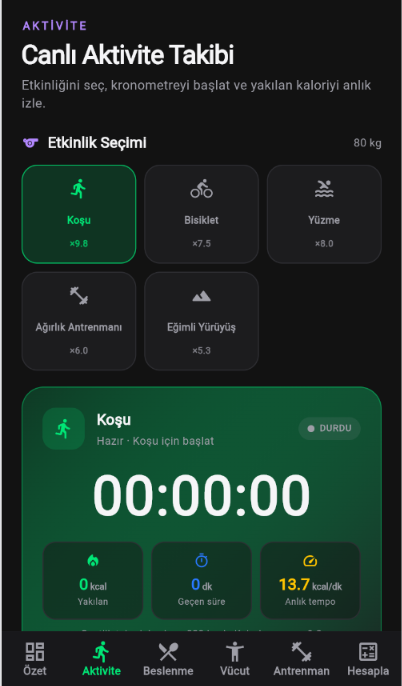 AKTİVİTE
Canlı Aktivite Takibi
Etkinliğini seç, kronometreyi başlat ve yakılan kaloriyi anlık
izle.
Etkinlik Seçimi 80 kg
Koşu Bisiklet Yüzme
×9.8 ×7.5 ×8.0
Ağırlık Antrenmanı Eğimli Yürüyüş
×6.0 ×5.3
Koşu
Hazır · Koşu için başlat
DURDU
00:00:00
0 kcal 0 dk 13.7 kcal/dk
Yakılan Geçen süre Anlık tempo
Özet Aktivite Beslenme Vücut Antrenman Hesapla